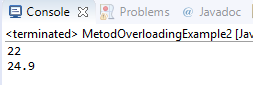 Console Problems @ Javadoc
<terminated> MetodOverloadingExample2 [Jav
22
24.9